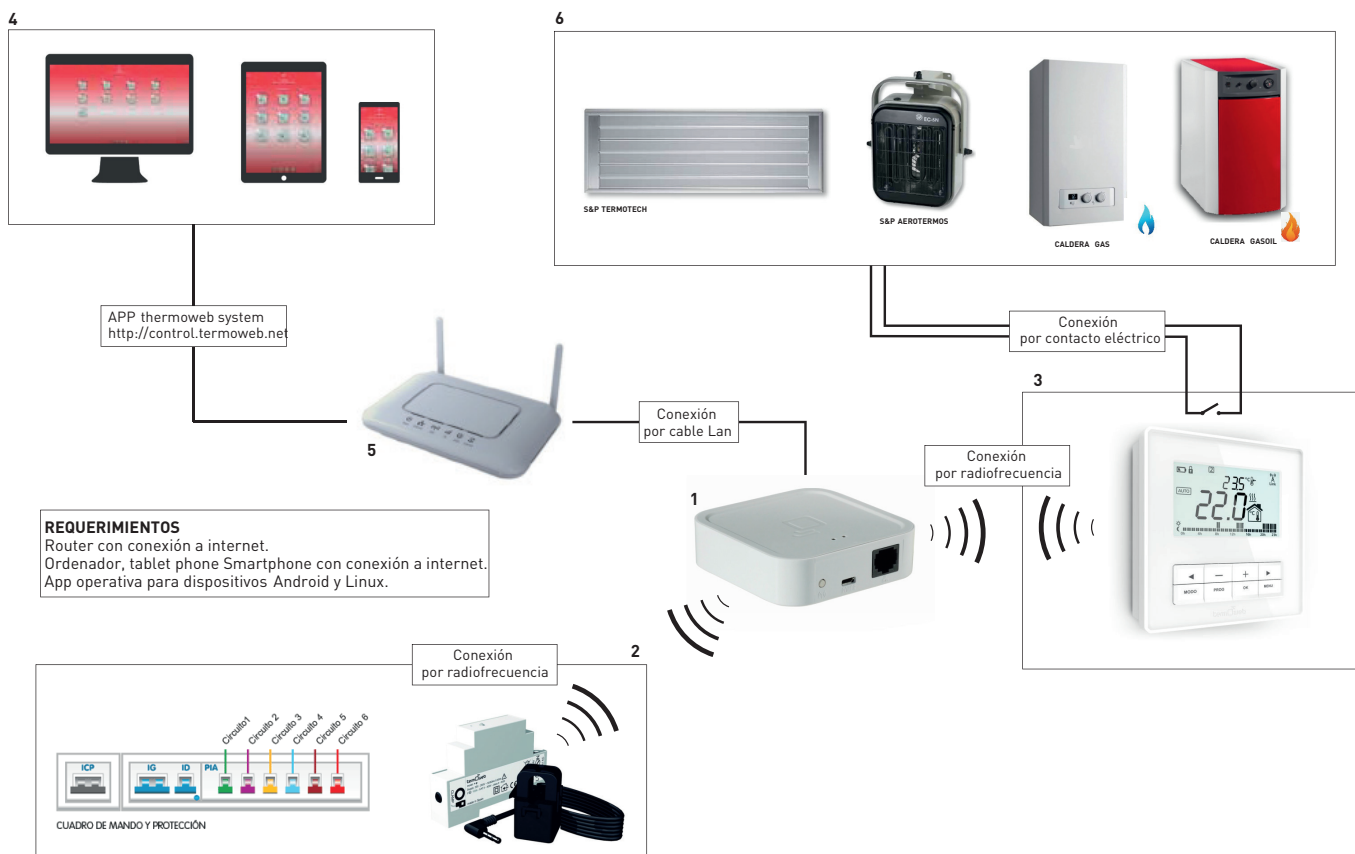 4
6
S&P TERMOTECH
EC-5N
S&P AEROTERMOS
CALDERA GAS
CALDERA GASOIL
APP thermoweb system
http://control.termoweb.net
5
Conexión
por cable Lan
Conexión
por contacto eléctrico
3
Conexión
por radiofrecuencia
1
23.5 °C
AUTO
22.0
°C
MODO
PROG
OK
MENU
REQUERIMIENTOS
Router con conexión a internet.
Ordenador, tablet phone Smartphone con conexión a internet.
App operativa para dispositivos Android y Linux.
2
Conexión
por radiofrecuencia
Circuito1
Circuito 2
Circuito 3
Circuito 4
Circuito 5
Circuito 6
ICP
IG
ID
PIA
CUADRO DE MANDO Y PROTECCIÓN